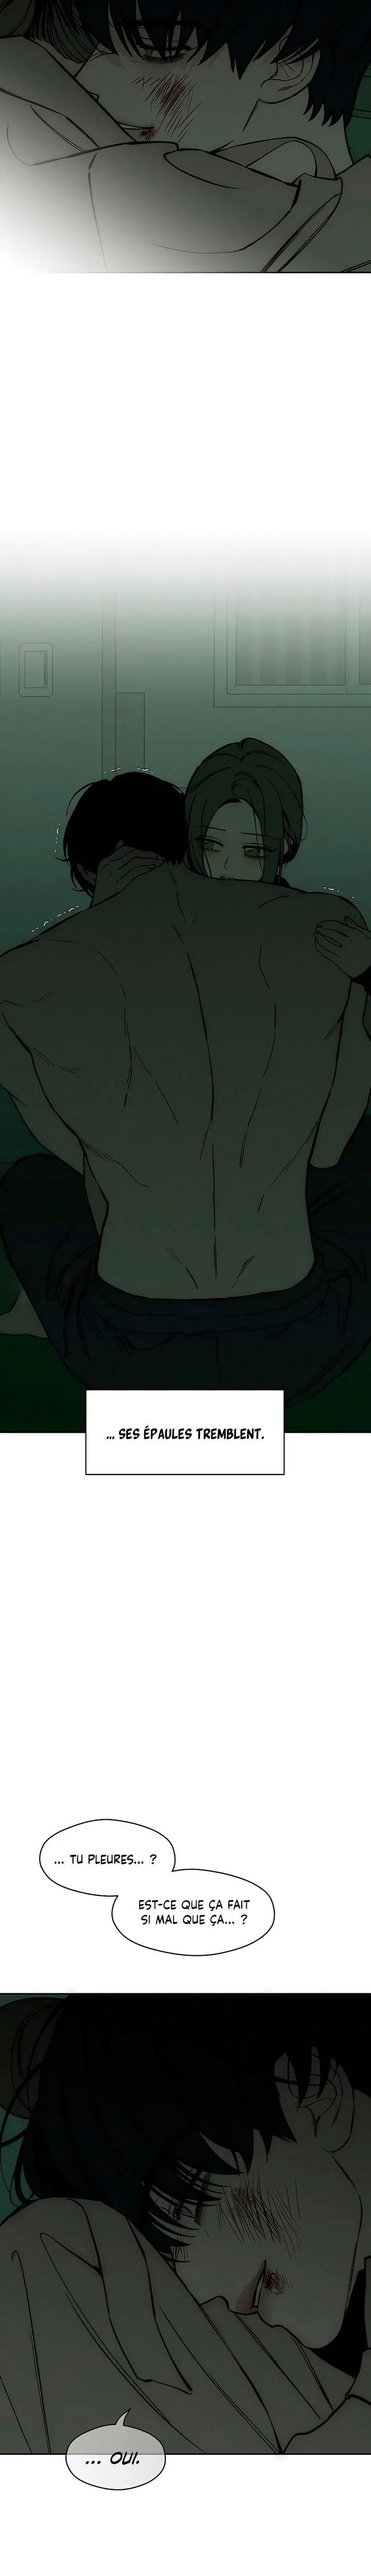 ... SES ÉPAULES TREMBLENT.
... TU PLEURES... ?
EST-CE QUE ÇA FAIT
SI MAL QUE ÇA... ?
... OUI.